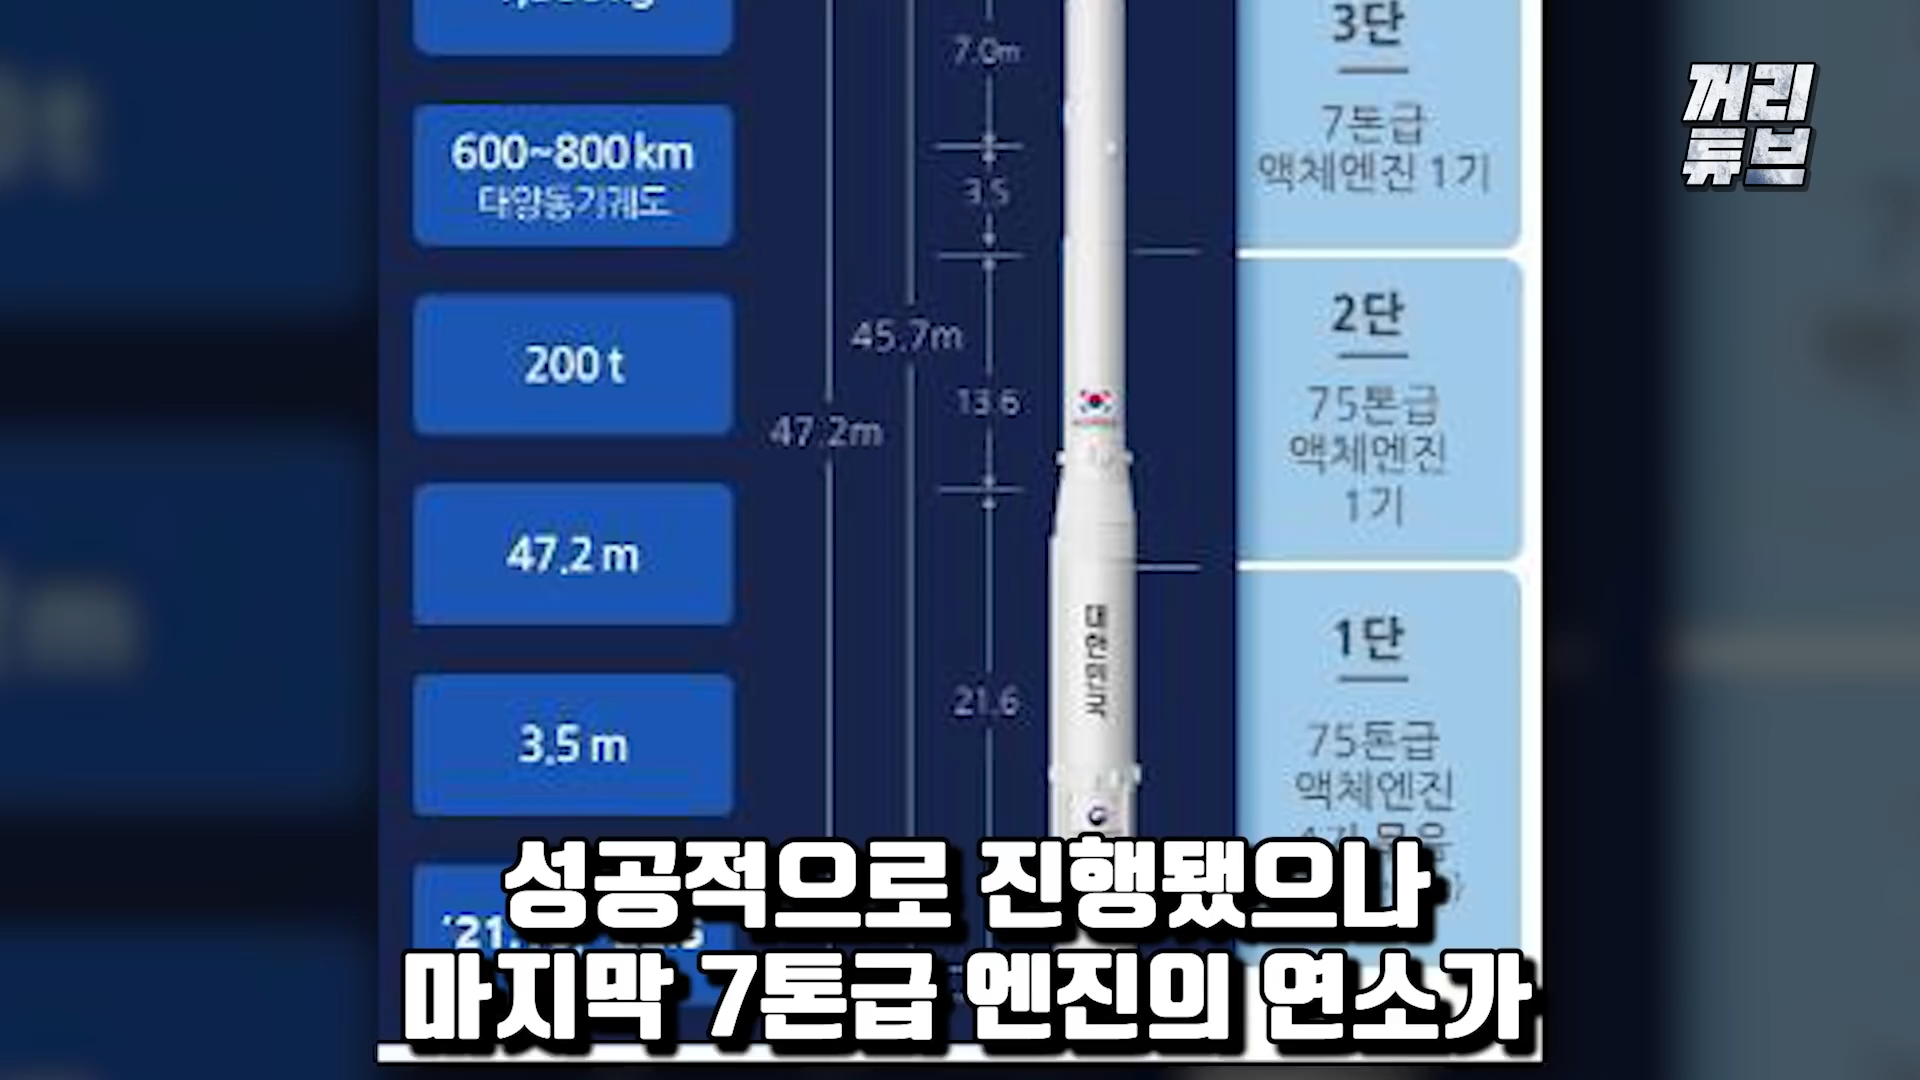 꺼리
튜브
600~800km
태양동기궤도
200 t
47.2 m
3.5 m
7.0m
3.5
45.7m
13.6
47.2m
21.6
대한민국
3단
7톤급
액체엔진 1기
2단
75톤급
액체엔진
1기
1단
75톤급
액체엔진
성공적으로 진행됐으나
마지막 7톤급 엔진의 연소가